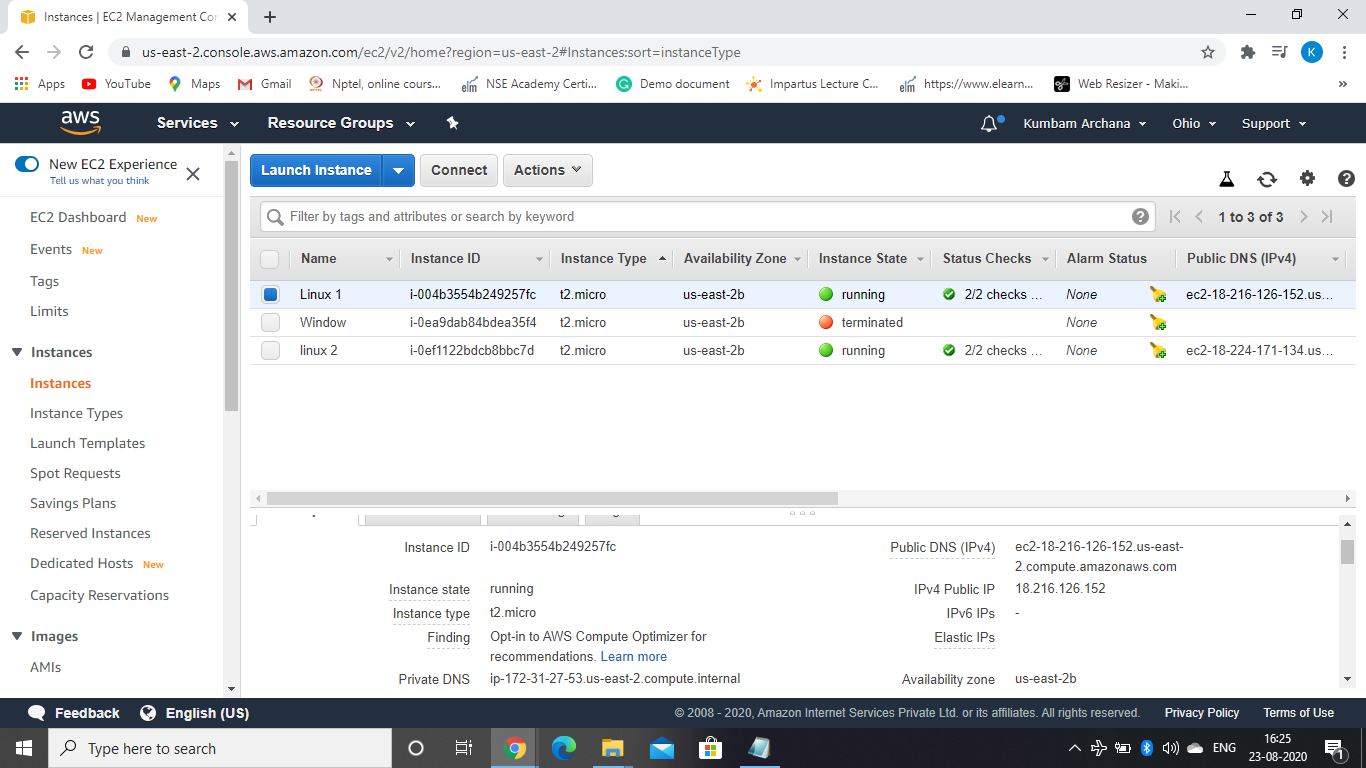 Instances | EC2 Management Con
us-east-2.console.aws.amazon.com/ec2/v2/home?region=us-east-2#Instances:sort=instanceType
K
Apps YouTube Maps Gmail Nptel, online cours... NSE Academy Certi... Demo document Impartus Lecture C... https://www.elearn... Web Resizer - Maki... »
aws Services Resource Groups Kumbam Archana Ohio Support
New EC2 Experience
Tell us what you think
EC2 Dashboard New
Events New
Tags
Limits
Instances
Instances
Instance Types
Launch Templates
Spot Requests
Savings Plans
Reserved Instances
Dedicated Hosts New
Capacity Reservations
Images
AMIs
Launch Instance Connect Actions
Filter by tags and attributes or search by keyword 1 to 3 of 3
Name Instance ID Instance Type Availability Zone Instance State Status Checks Alarm Status Public DNS (IPv4)
Linux 1 i-004b3554b249257fc t2.micro us-east-2b running 2/2 checks ... None ec2-18-216-126-152.us...
Window i-0ea9dab84bdea35f4 t2.micro us-east-2b terminated None
linux 2 i-0ef1122bdcb8bbc7d t2.micro us-east-2b running 2/2 checks ... None ec2-18-224-171-134.us...
Instance ID i-004b3554b249257fc
Instance state running
Instance type t2.micro
Finding Opt-in to AWS Compute Optimizer for
recommendations. Learn more
Private DNS ip-172-31-27-53.us-east-2.compute.internal
Public DNS (IPv4) ec2-18-216-126-152.us-east-
2.compute.amazonaws.com
IPv4 Public IP 18.216.126.152
IPv6 IPs -
Elastic IPs
Availability zone us-east-2b
Feedback English (US) © 2008 - 2020, Amazon Internet Services Private Ltd. or its affiliates. All rights reserved. Privacy Policy Terms of Use
Type here to search
ENG
16:25
23-08-2020
1